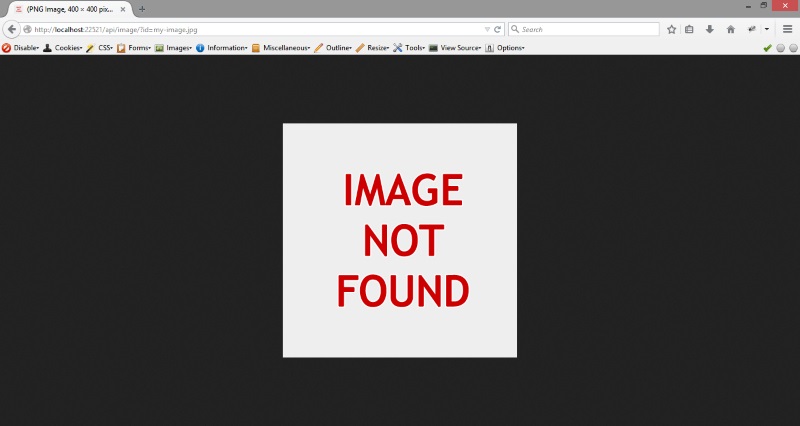 (PNG Image, 400 × 400 pix...
http://localhost:22321/api/image/?id=my-image.jpg
Search
Disable Cookies CSS Forms Images Information Miscellaneous Outline Resize Tools View Source Options
IMAGE
NOT
FOUND